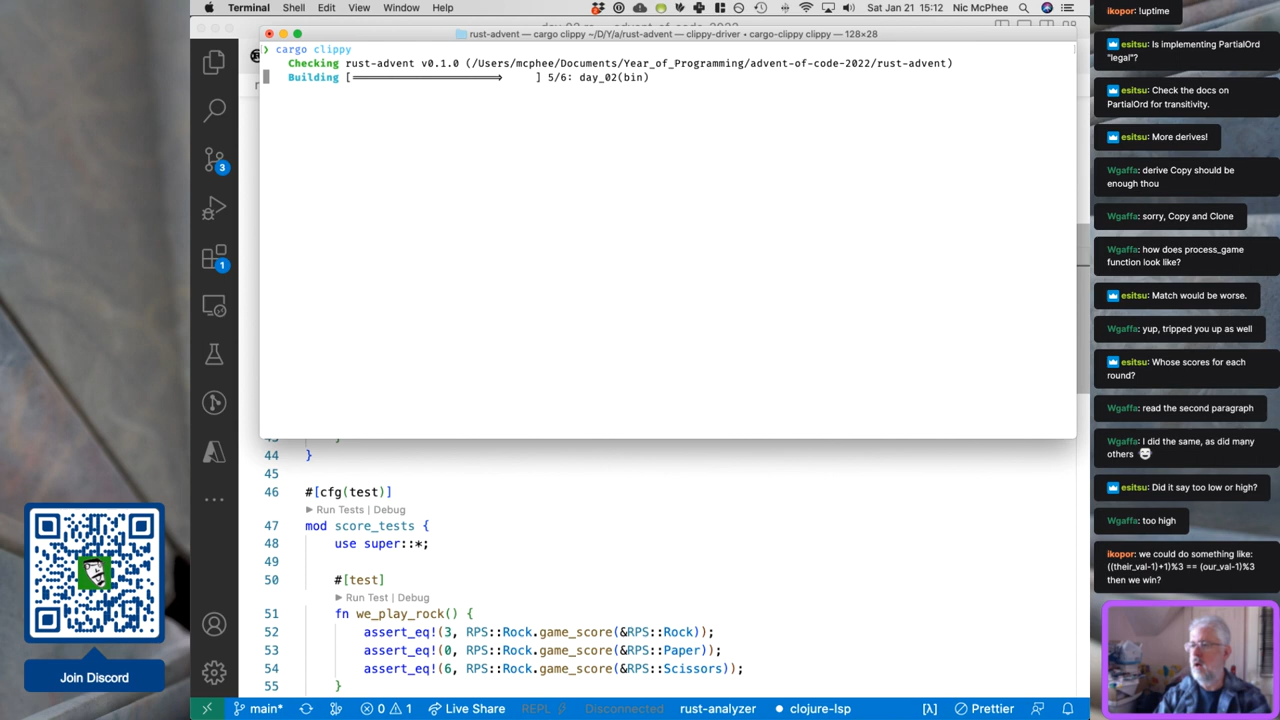 Terminal Shell Edit View Window Help
Sat Jan 21 15:12 Nic McPhee
rust-advent — cargo clippy ~/D/Y/a/rust-advent — clippy-driver • cargo-clippy clippy — 128×28
❯ cargo clippy
Checking rust-advent v0.1.0 (/Users/mcphee/Documents/Year_of_Programming/advent-of-code-2022/rust-advent)
Building [=========================> ] 5/6: day_02(bin)
3
1
44 }
45
46 #[cfg(test)]
▶ Run Tests | Debug
47 mod score_tests {
48 use super::*;
49
50 #[test]
▶ Run Test | Debug
51 fn we_play_rock() {
52 assert_eq!(3, RPS::Rock.game_score(&RPS::Rock));
53 assert_eq!(0, RPS::Rock.game_score(&RPS::Paper));
54 assert_eq!(6, RPS::Rock.game_score(&RPS::Scissors));
55 }
main* 0 1 Live Share REPL Disconnected rust-analyzer clojure-lsp [λ] Prettier
Join Discord
ikopor: !uptime
esitsu: Is implementing PartialOrd
"legal"?
esitsu: Check the docs on
PartialOrd for transitivity.
esitsu: More derives!
Wgaffa: derive Copy should be
enough thou
Wgaffa: sorry, Copy and Clone
Wgaffa: how does process_game
function look like?
esitsu: Match would be worse.
Wgaffa: yup, tripped you up as well
esitsu: Whose scores for each
round?
Wgaffa: read the second paragraph
Wgaffa: I did the same, as did many
others
esitsu: Did it say too low or high?
Wgaffa: too high
ikopor: we could do something like:
((their_val-1)+1)%3 == (our_val-1)%3
then we win?